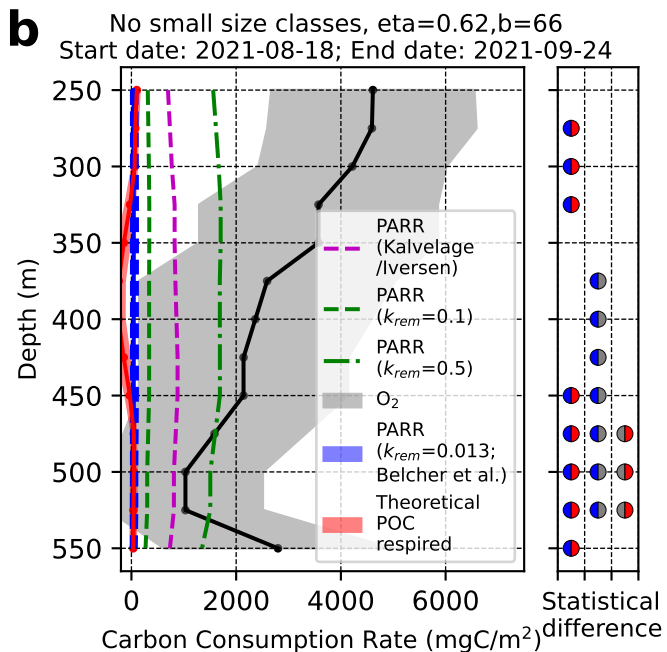 b
No small size classes, eta=0.62,b=66
Start date: 2021-08-18; End date: 2021-09-24
250
300
350
400
450
500
550
Depth (m)
PARR
(Kalvelage
/Iversen)
PARR
(k_rem=0.1)
PARR
(k_rem=0.5)
O₂
PARR
(k_rem=0.013;
Belcher et al.)
Theoretical
POC
respired
0 2000 4000 6000
Carbon Consumption Rate (mgC/m²)
Statistical
difference